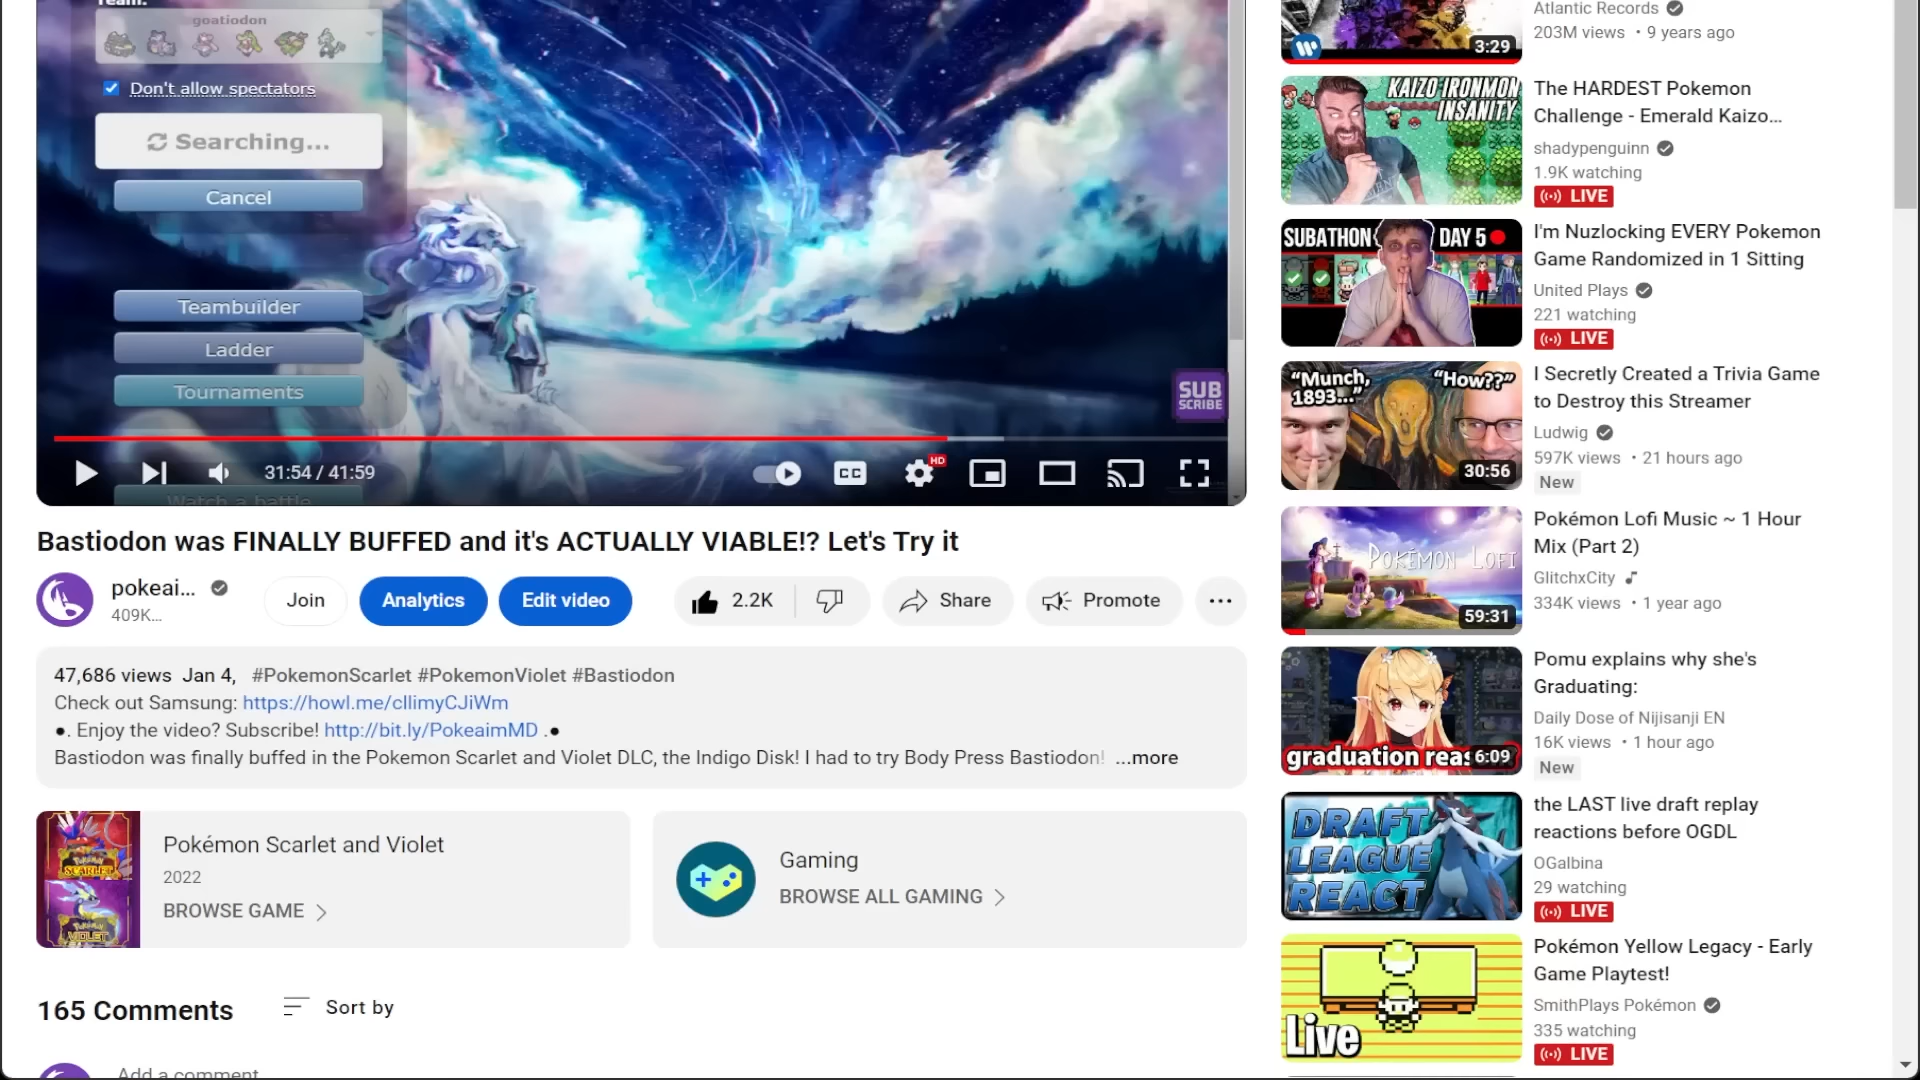 Team:
goatiodon
Don't allow spectators
Searching...
Cancel
Teambuilder
Ladder
Tournaments
Watch a battle
SUB
SCRIBE
31:54 / 41:59
CC
HD
Bastiodon was FINALLY BUFFED and it's ACTUALLY VIABLE!? Let's Try it
pokeai...
409K...
Join
Analytics
Edit video
2.2K
Share
Promote
47,686 views Jan 4, #PokemonScarlet #PokemonViolet #Bastiodon
Check out Samsung: https://howl.me/cllimyCJiWm
●. Enjoy the video? Subscribe! http://bit.ly/PokeaimMD .●
Bastiodon was finally buffed in the Pokemon Scarlet and Violet DLC, the Indigo Disk! I had to try Body Press Bastiodon! ...more
SCARLET
VIOLET
Pokémon Scarlet and Violet
2022
BROWSE GAME
Gaming
BROWSE ALL GAMING
165 Comments
Sort by
Add a comment
3:29
Atlantic Records
203M views • 9 years ago
KAIZO IRONMON
INSANITY
The HARDEST Pokemon
Challenge - Emerald Kaizo...
shadypenguinn
1.9K watching
LIVE
SUBATHON DAY 5
I'm Nuzlocking EVERY Pokemon
Game Randomized in 1 Sitting
United Plays
221 watching
LIVE
"Munch,
1893..."
"How??"
30:56
I Secretly Created a Trivia Game
to Destroy this Streamer
Ludwig
597K views • 21 hours ago
New
POKÉMON LOFI
59:31
Pokémon Lofi Music ~ 1 Hour
Mix (Part 2)
GlitchxCity
334K views • 1 year ago
graduation reas
6:09
Pomu explains why she's
Graduating:
Daily Dose of Nijisanji EN
16K views • 1 hour ago
New
DRAFT
LEAGUE
REACT
the LAST live draft replay
reactions before OGDL
OGalbina
29 watching
LIVE
Live
Pokémon Yellow Legacy - Early
Game Playtest!
SmithPlays Pokémon
335 watching
LIVE